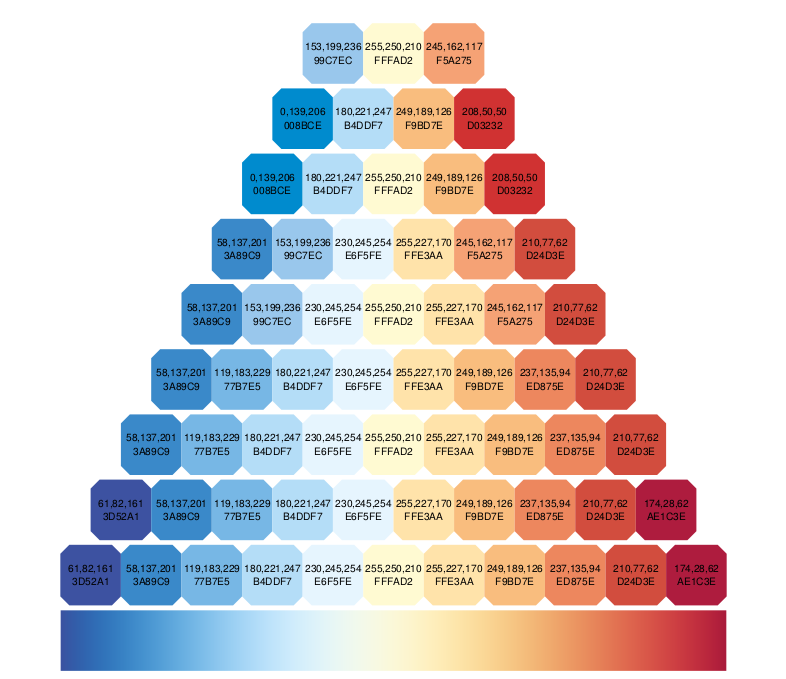 153,199,236 255,250,210 245,162,117
99C7EC FFFAD2 F5A275
0,139,206 180,221,247 249,189,126 208,50,50
008BCE B4DDF7 F9BD7E D03232
0,139,206 180,221,247 255,250,210 249,189,126 208,50,50
008BCE B4DDF7 FFFAD2 F9BD7E D03232
58,137,201 153,199,236 230,245,254 255,227,170 245,162,117 210,77,62
3A89C9 99C7EC E6F5FE FFE3AA F5A275 D24D3E
58,137,201 153,199,236 230,245,254 255,250,210 255,227,170 245,162,117 210,77,62
3A89C9 99C7EC E6F5FE FFFAD2 FFE3AA F5A275 D24D3E
58,137,201 119,183,229 180,221,247 230,245,254 255,227,170 249,189,126 237,135,94 210,77,62
3A89C9 77B7E5 B4DDF7 E6F5FE FFE3AA F9BD7E ED875E D24D3E
58,137,201 119,183,229 180,221,247 230,245,254 255,250,210 255,227,170 249,189,126 237,135,94 210,77,62
3A89C9 77B7E5 B4DDF7 E6F5FE FFFAD2 FFE3AA F9BD7E ED875E D24D3E
61,82,161 58,137,201 119,183,229 180,221,247 230,245,254 255,227,170 249,189,126 237,135,94 210,77,62 174,28,62
3D52A1 3A89C9 77B7E5 B4DDF7 E6F5FE FFE3AA F9BD7E ED875E D24D3E AE1C3E
61,82,161 58,137,201 119,183,229 180,221,247 230,245,254 255,250,210 255,227,170 249,189,126 237,135,94 210,77,62 174,28,62
3D52A1 3A89C9 77B7E5 B4DDF7 E6F5FE FFFAD2 FFE3AA F9BD7E ED875E D24D3E AE1C3E